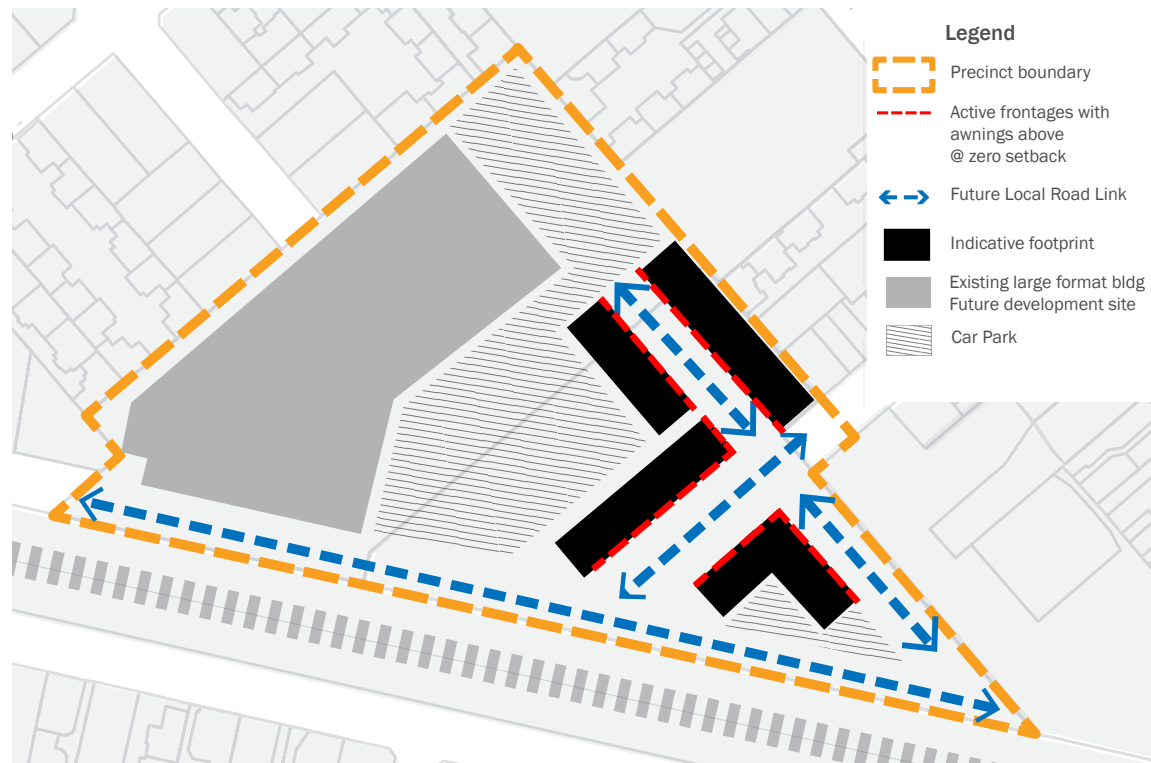 Legend
Precinct boundary
Active frontages with
awnings above
@ zero setback
Future Local Road Link
Indicative footprint
Existing large format bldg
Future development site
Car Park